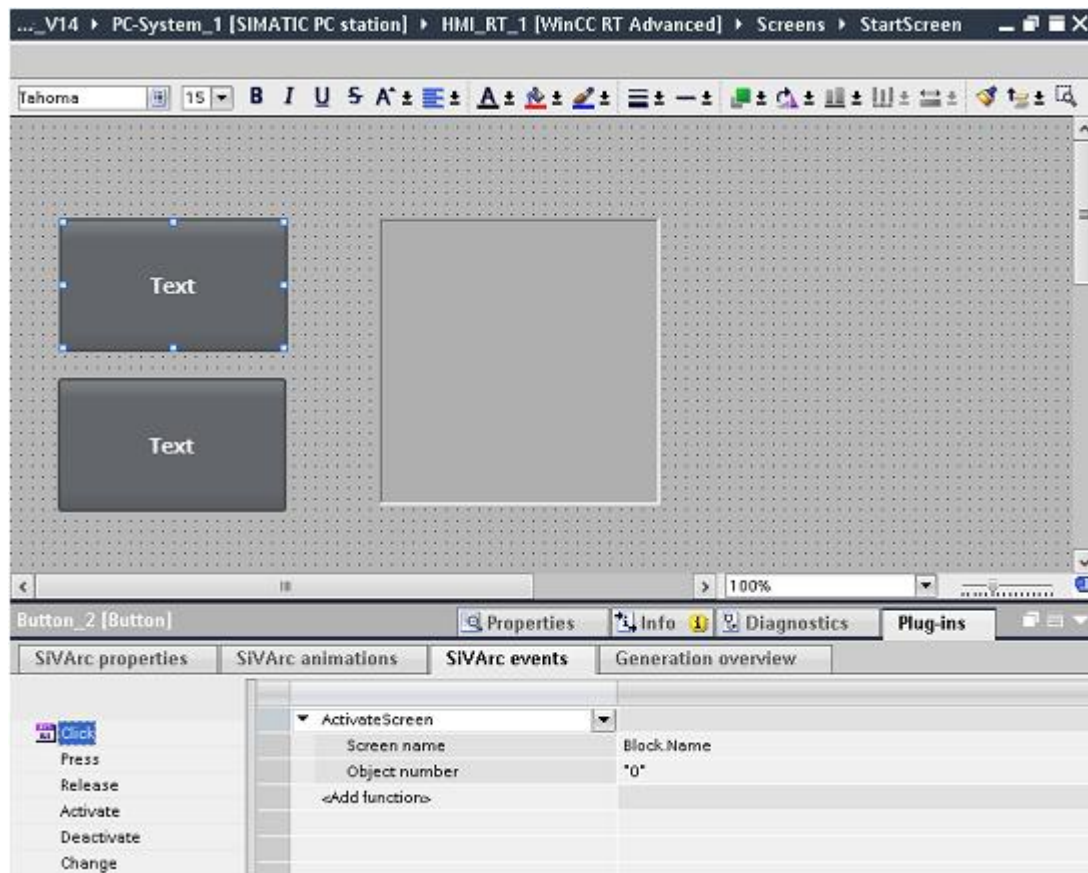 ..._V14 ▸ PC-System_1 [SIMATIC PC station] ▸ HMI_RT_1 [WinCC RT Advanced] ▸ Screens ▸ StartScreen
Tahoma 15 B I U S A A
Text
Text
100%
Button_2 [Button] Properties Info Diagnostics Plug-ins
SiVArc properties SiVArc animations SiVArc events Generation overview
ActivateScreen
Click Screen name Block.Name
Press Object number "0"
Release <Add function>
Activate
Deactivate
Change